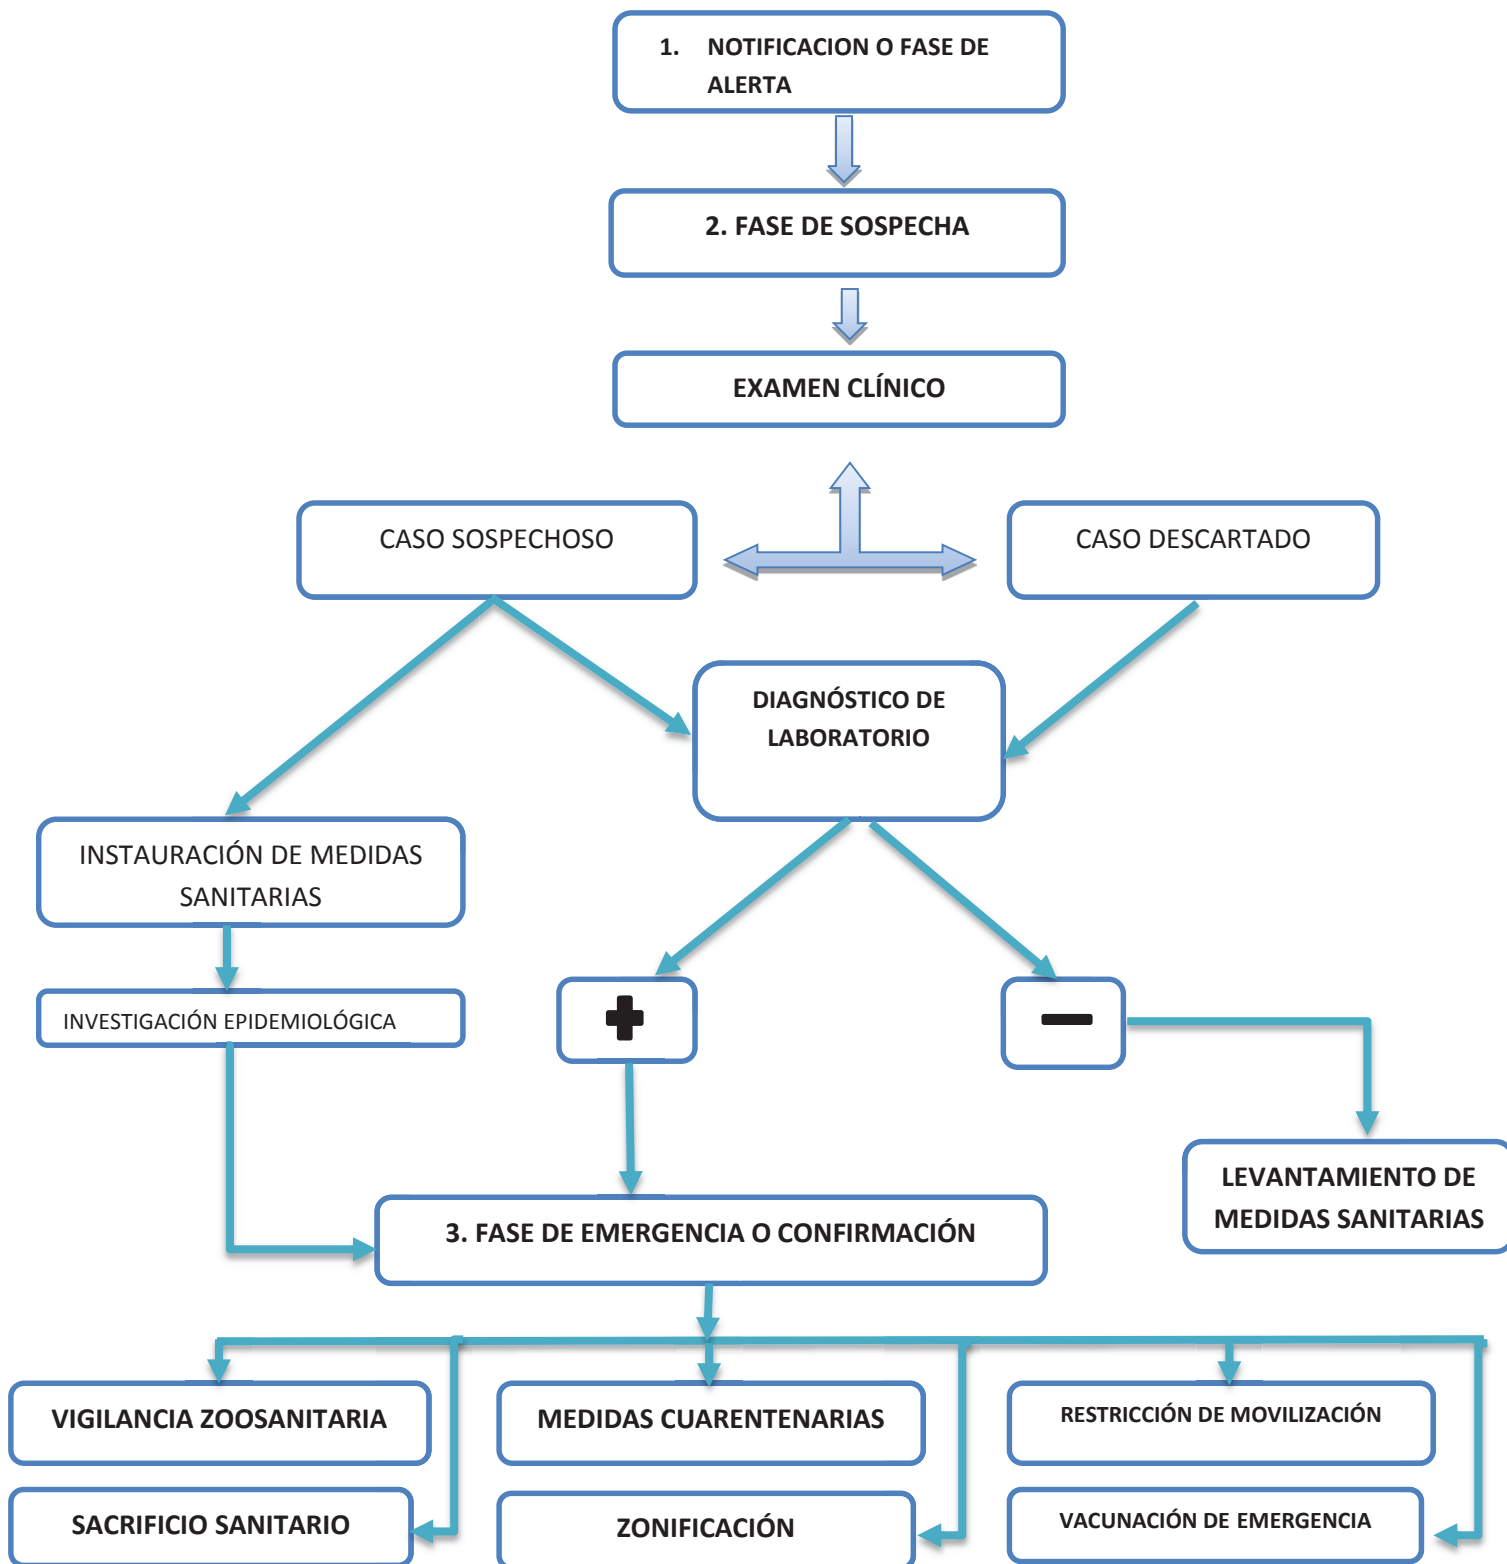 1. NOTIFICACION O FASE DE
ALERTA
2. FASE DE SOSPECHA
EXAMEN CLÍNICO
CASO SOSPECHOSO
CASO DESCARTADO
DIAGNÓSTICO DE
LABORATORIO
INSTAURACIÓN DE MEDIDAS
SANITARIAS
INVESTIGACIÓN EPIDEMIOLÓGICA
+
−
LEVANTAMIENTO DE
MEDIDAS SANITARIAS
3. FASE DE EMERGENCIA O CONFIRMACIÓN
VIGILANCIA ZOOSANITARIA
MEDIDAS CUARENTENARIAS
RESTRICCIÓN DE MOVILIZACIÓN
SACRIFICIO SANITARIO
ZONIFICACIÓN
VACUNACIÓN DE EMERGENCIA